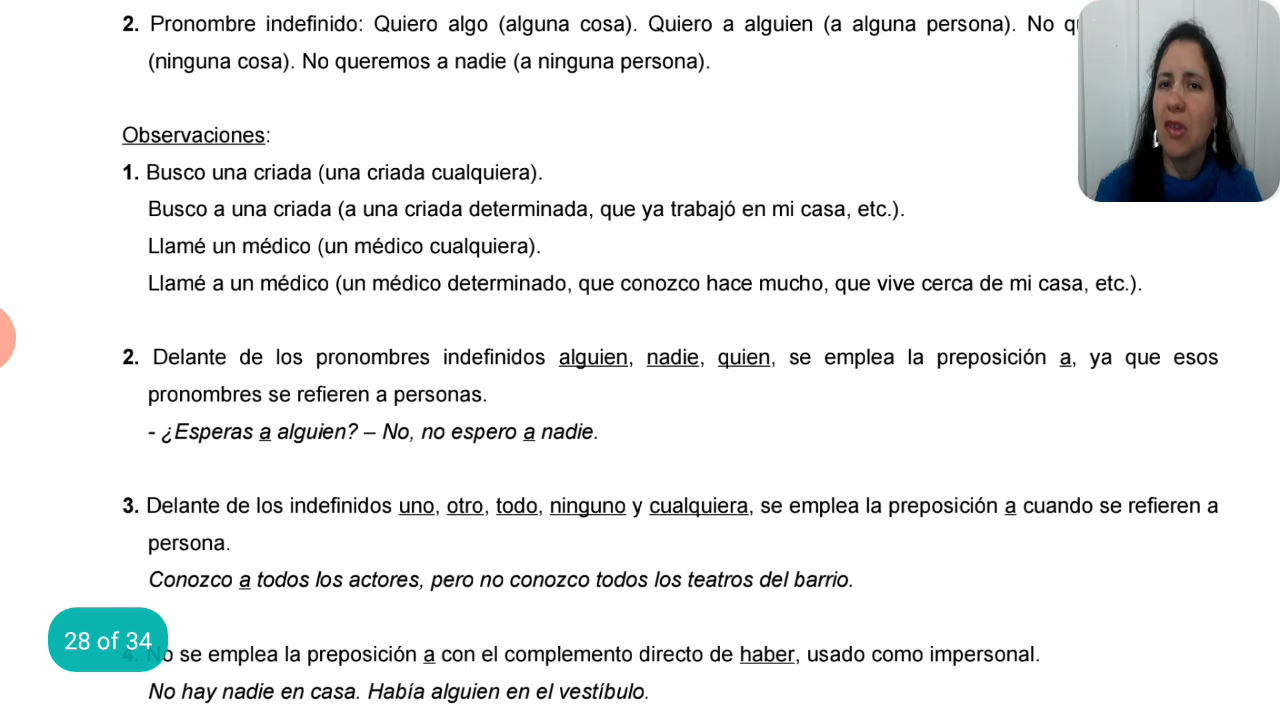 2. Pronombre indefinido: Quiero algo (alguna cosa). Quiero a alguien (a alguna persona). No
(ninguna cosa). No queremos a nadie (a ninguna persona).
Observaciones:
1. Busco una criada (una criada cualquiera).
Busco a una criada (a una criada determinada, que ya trabajó en mi casa, etc.).
Llamé un médico (un médico cualquiera).
Llamé a un médico (un médico determinado, que conozco hace mucho, que vive cerca de mi casa, etc.).
2. Delante de los pronombres indefinidos alguien, nadie, quien, se emplea la preposición a, ya que esos
pronombres se refieren a personas.
- ¿Esperas a alguien? – No, no espero a nadie.
3. Delante de los indefinidos uno, otro, todo, ninguno y cualquiera, se emplea la preposición a cuando se refieren a
persona.
Conozco a todos los actores, pero no conozco todos los teatros del barrio.
28 of 34
4. No se emplea la preposición a con el complemento directo de haber, usado como impersonal.
No hay nadie en casa. Había alguien en el vestíbulo.